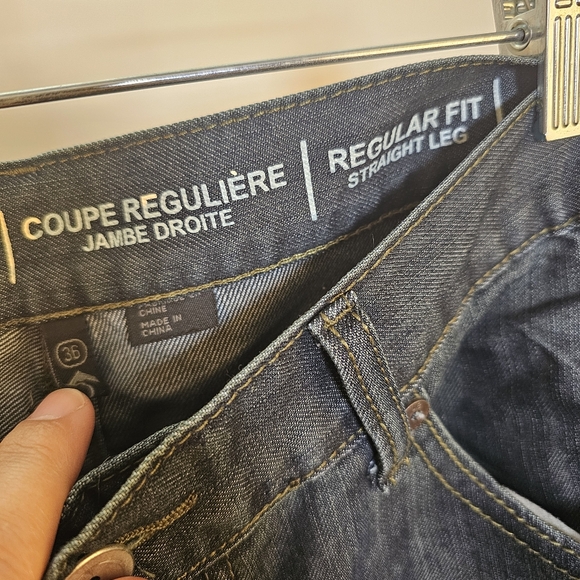 COUPE REGULIÈRE
JAMBE DROITE
REGULAR FIT
STRAIGHT LEG
CHINE
MADE IN
CHINA
36